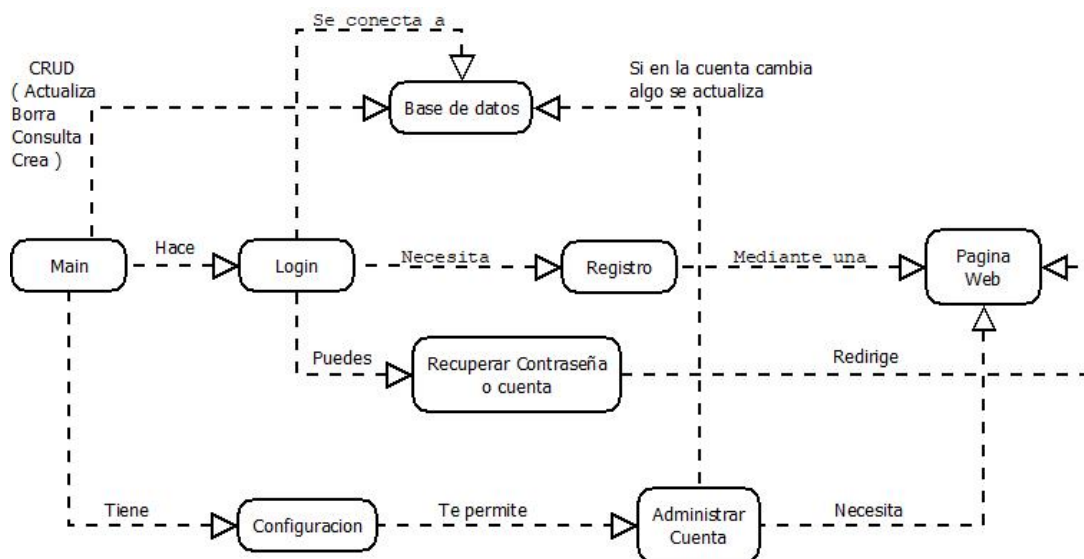 Se conecta a
CRUD
( Actualiza
Borra
Consulta
Crea )
Base de datos
Si en la cuenta cambia
algo se actualiza
Main
Hace
Login
Necesita
Registro
Mediante una
Pagina
Web
Puedes
Recuperar Contraseña
o cuenta
Redirige
Tiene
Configuracion
Te permite
Administrar
Cuenta
Necesita